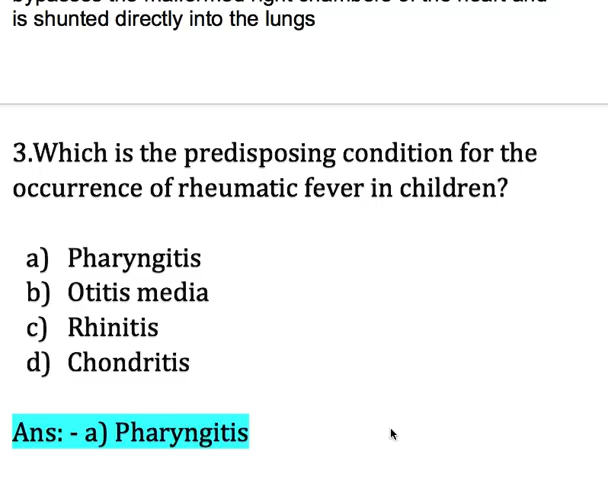 is shunted directly into the lungs
3.Which is the predisposing condition for the
occurrence of rheumatic fever in children?
a) Pharyngitis
b) Otitis media
c) Rhinitis
d) Chondritis
Ans: - a) Pharyngitis